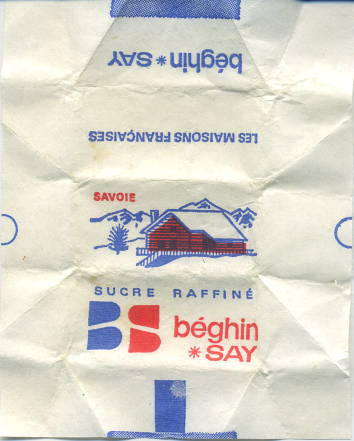 béghin*SAY
LES MAISONS FRANÇAISES
SAVOIE
SUCRE RAFFINÉ
BS béghin
*SAY